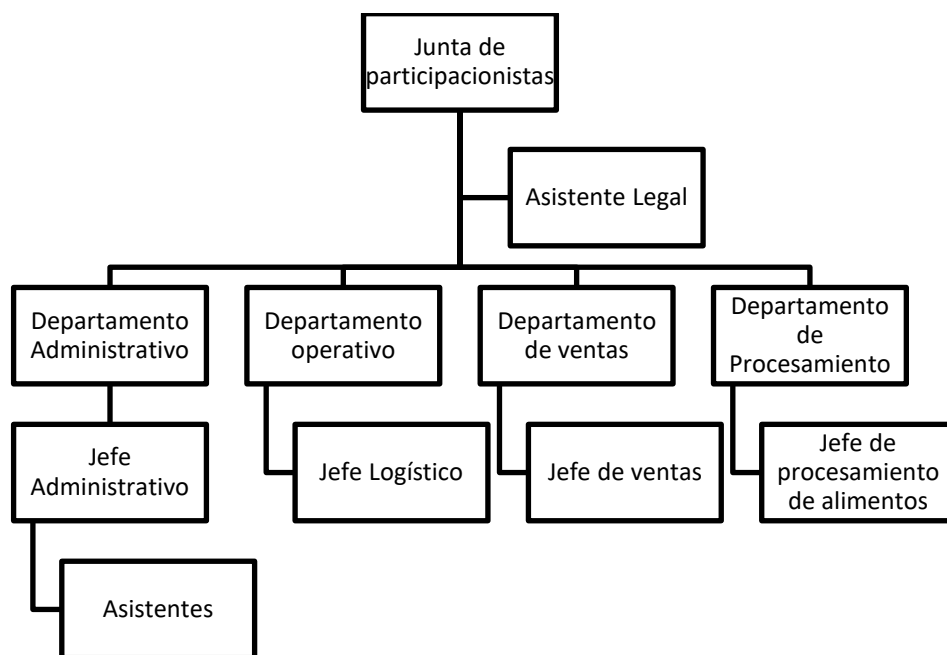 Junta de
participacionistas
Asistente Legal
Departamento
Administrativo
Departamento
operativo
Departamento
de ventas
Departamento
de
Procesamiento
Jefe
Administrativo
Jefe Logístico
Jefe de ventas
Jefe de
procesamiento
de alimentos
Asistentes